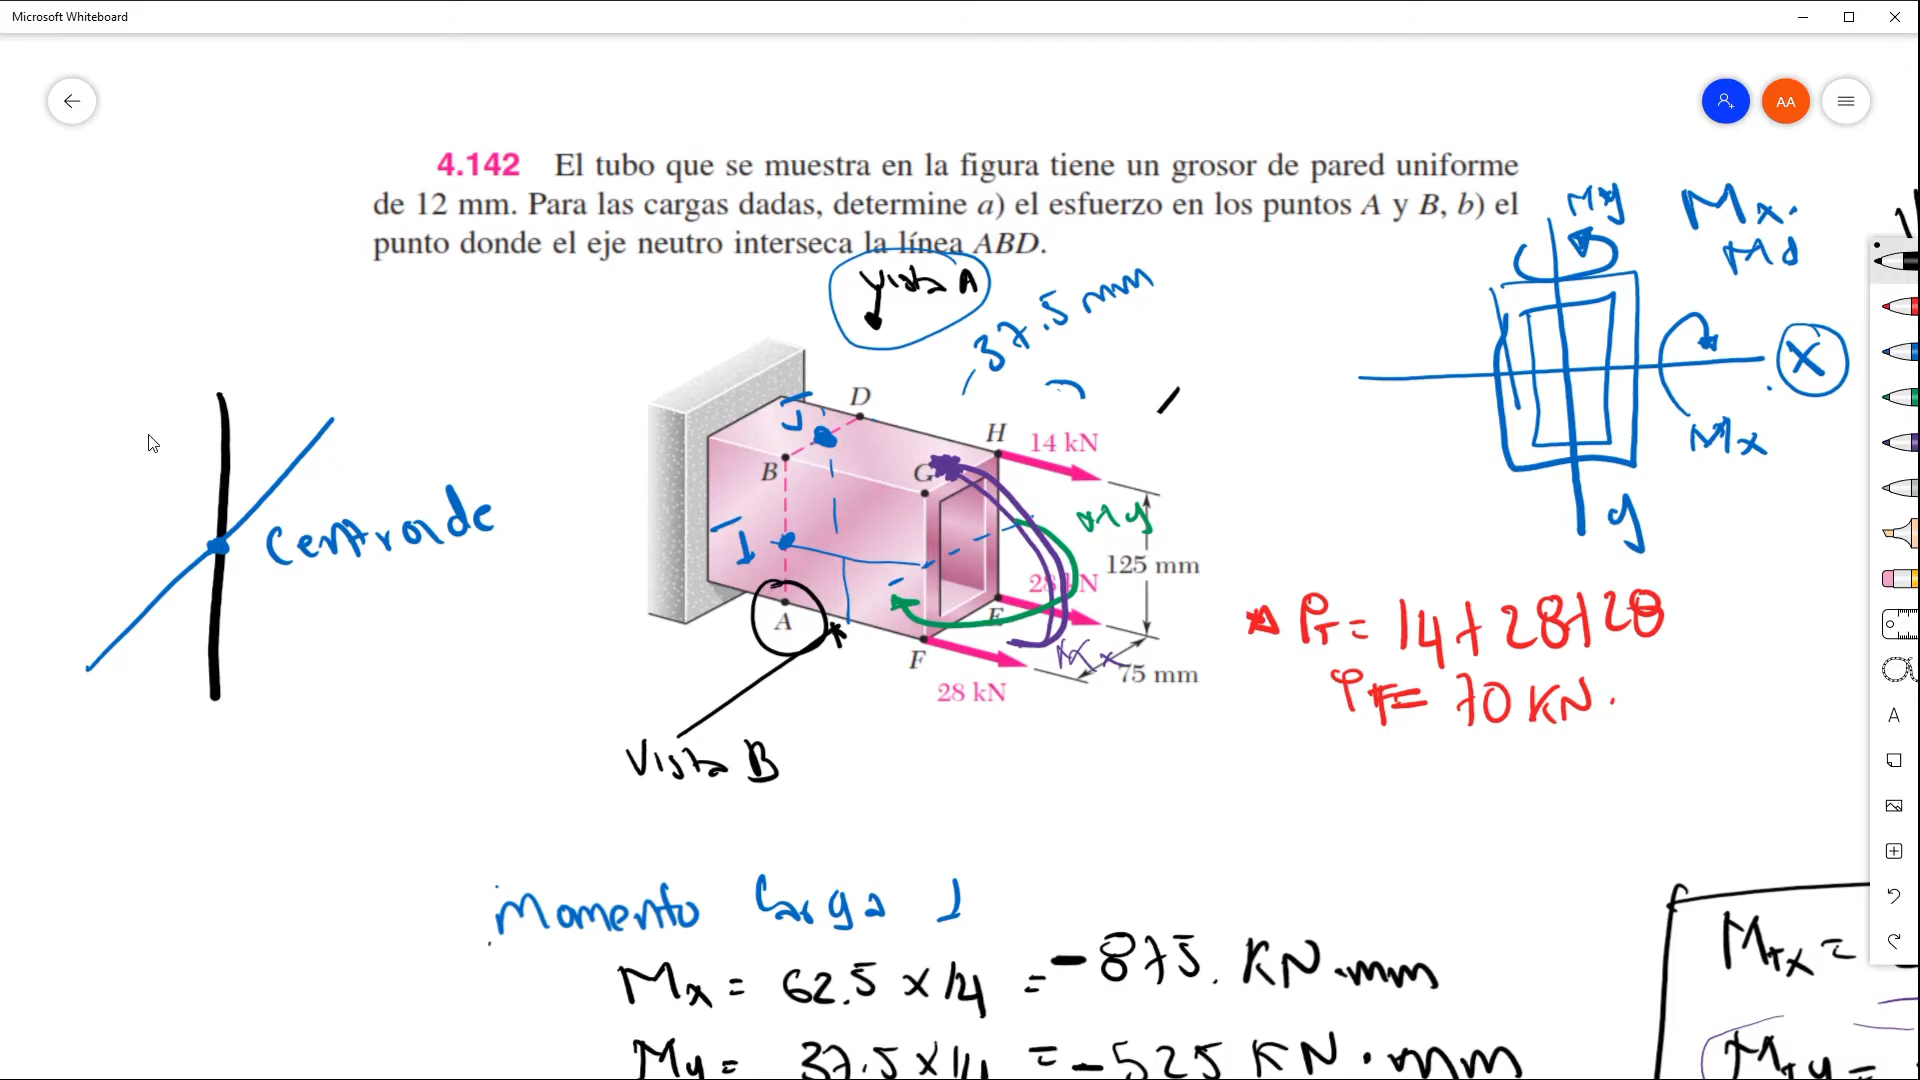 Microsoft Whiteboard
AA
4.142 El tubo que se muestra en la figura tiene un grosor de pared uniforme
de 12 mm. Para las cargas dadas, determine a) el esfuerzo en los puntos A y B, b) el
punto donde el eje neutro interseca la línea ABD.
Vista A
37.5 mm
My
Mx.
X
Mx
y
Centroide
D
J
H
14 kN
B
G
My
I
125 mm
28 kN
A
E
F
Mx
75 mm
28 kN
Vista B
PT = 14+28+28
PT = 70 KN.
A
Momento Carga 1
Mx = 62.5 x 14 = -875. KN.mm
My = 37.5 x 14 = -525 KN.mm
MTx =
MTy =